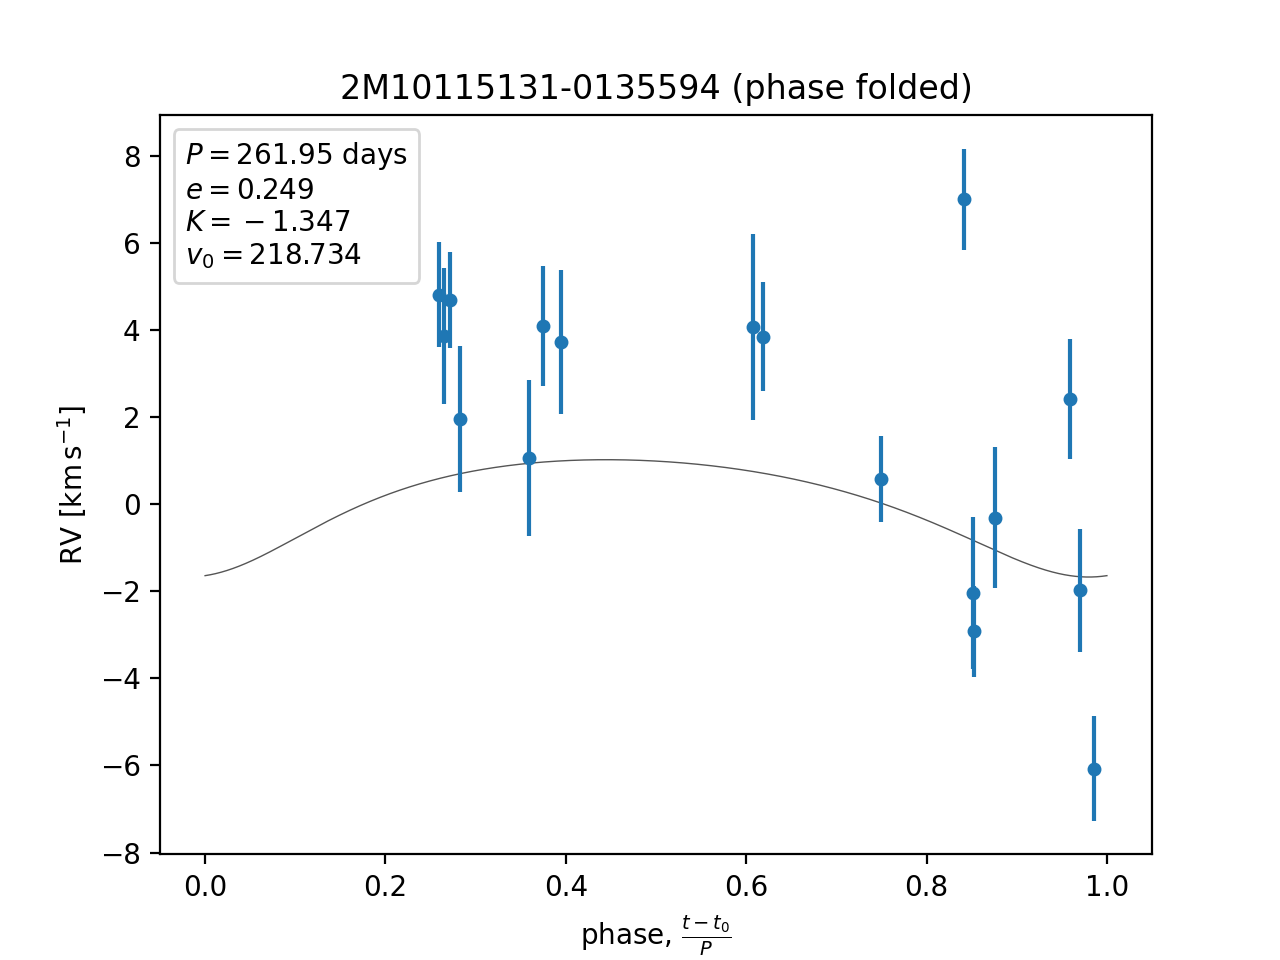 2M10115131-0135594 (phase folded)
P = 261.95 days
e = 0.249
K = −1.347
v₀ = 218.734
8
6
4
2
0
−2
−4
−6
−8
RV [km s⁻¹]
0.0 0.2 0.4 0.6 0.8 1.0
phase, (t − t₀)/P